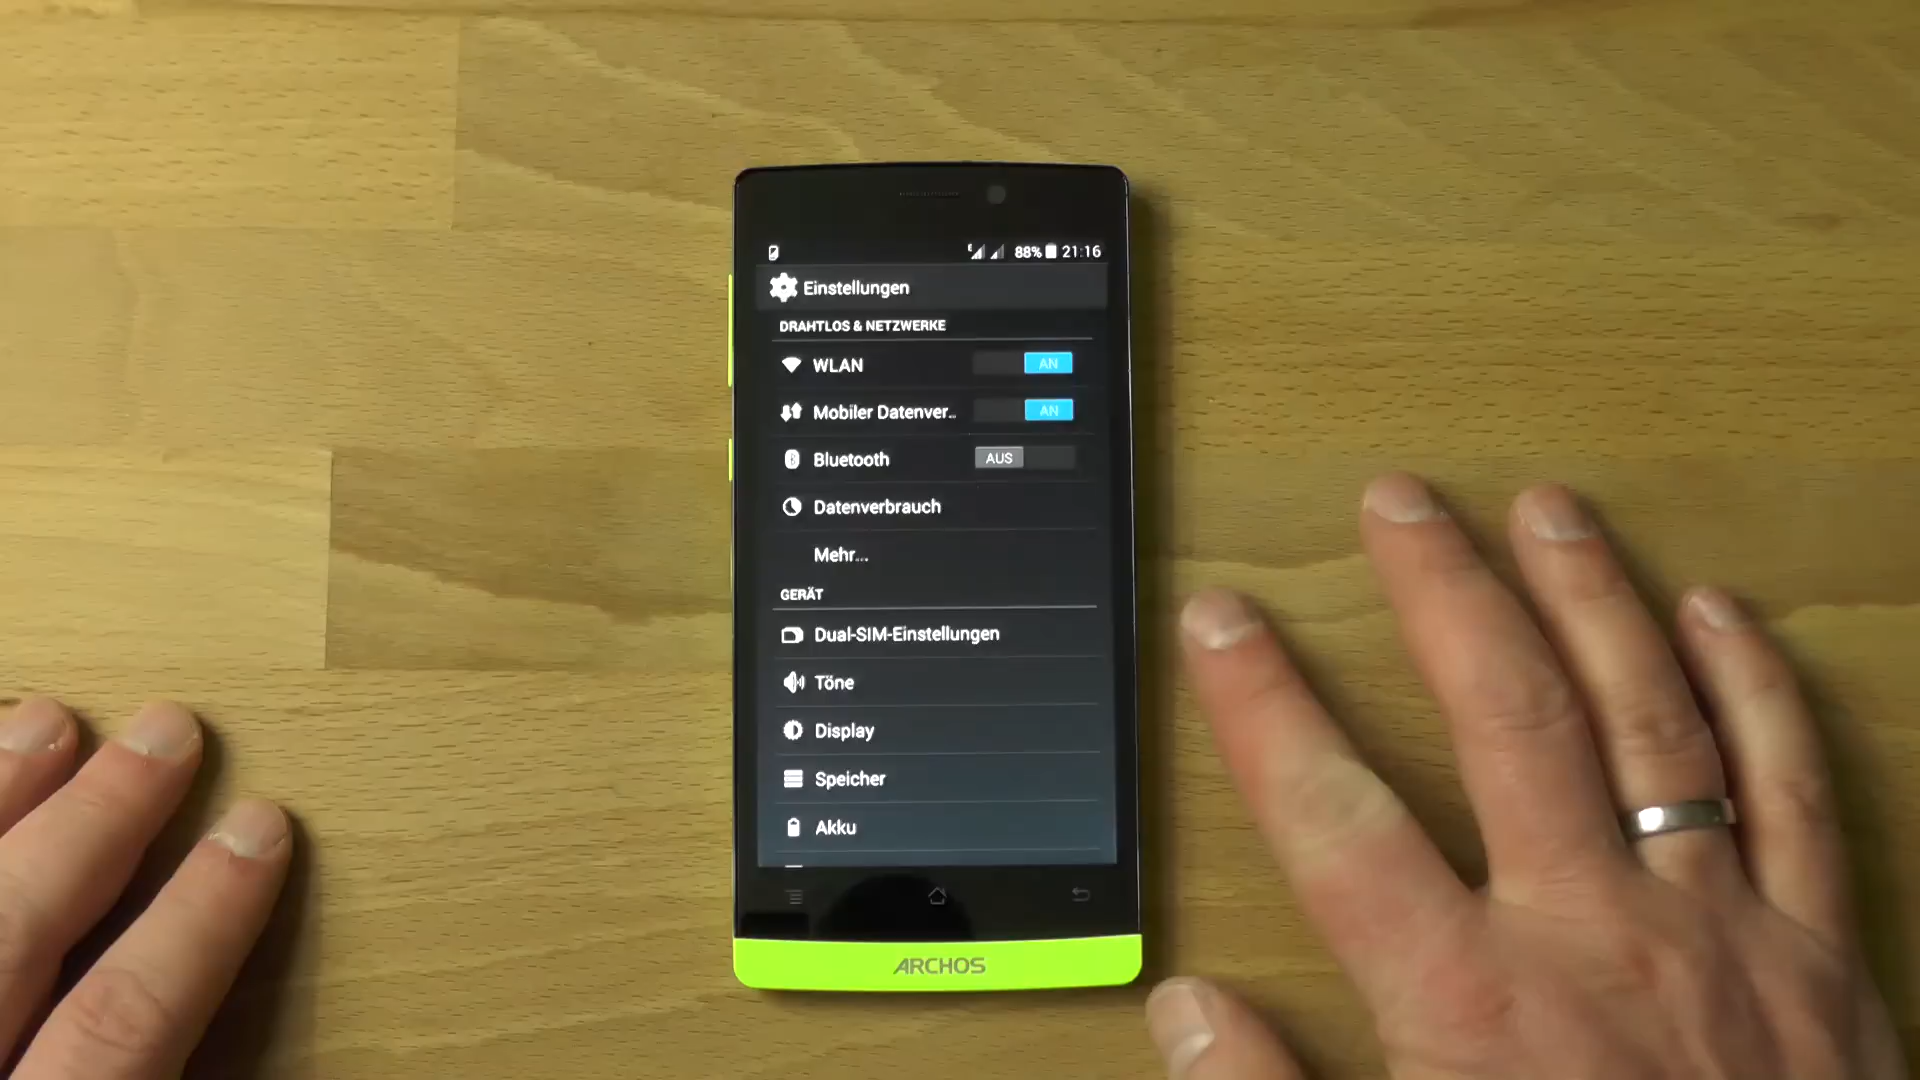 E 88% 21:16
Einstellungen
DRAHTLOS & NETZWERKE
WLAN AN
Mobiler Datenver.. AN
Bluetooth AUS
Datenverbrauch
Mehr...
GERÄT
Dual-SIM-Einstellungen
Töne
Display
Speicher
Akku
ARCHOS